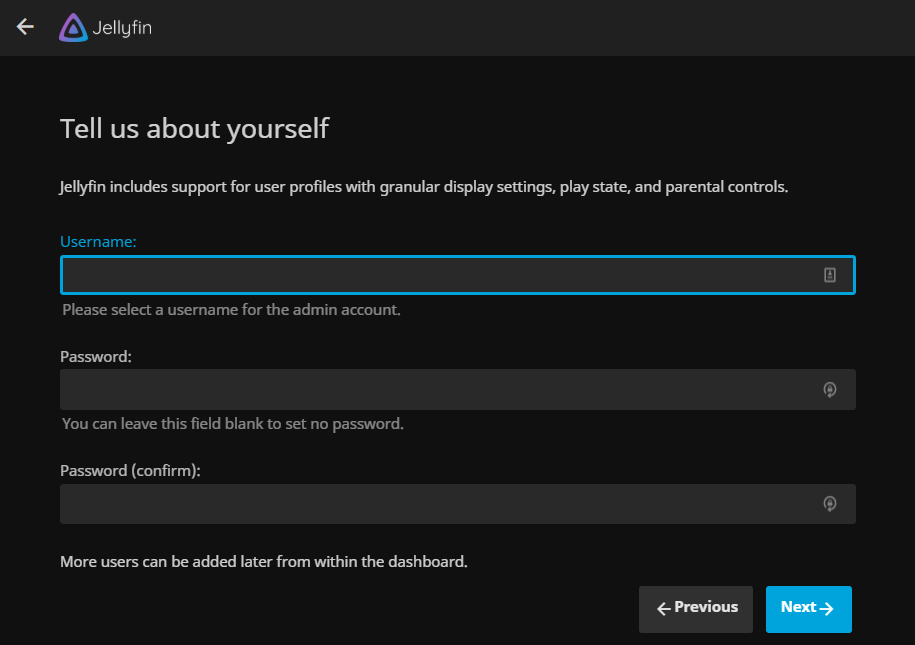 Jellyfin
Tell us about yourself
Jellyfin includes support for user profiles with granular display settings, play state, and parental controls.
Username:
Please select a username for the admin account.
Password:
You can leave this field blank to set no password.
Password (confirm):
More users can be added later from within the dashboard.
Previous
Next